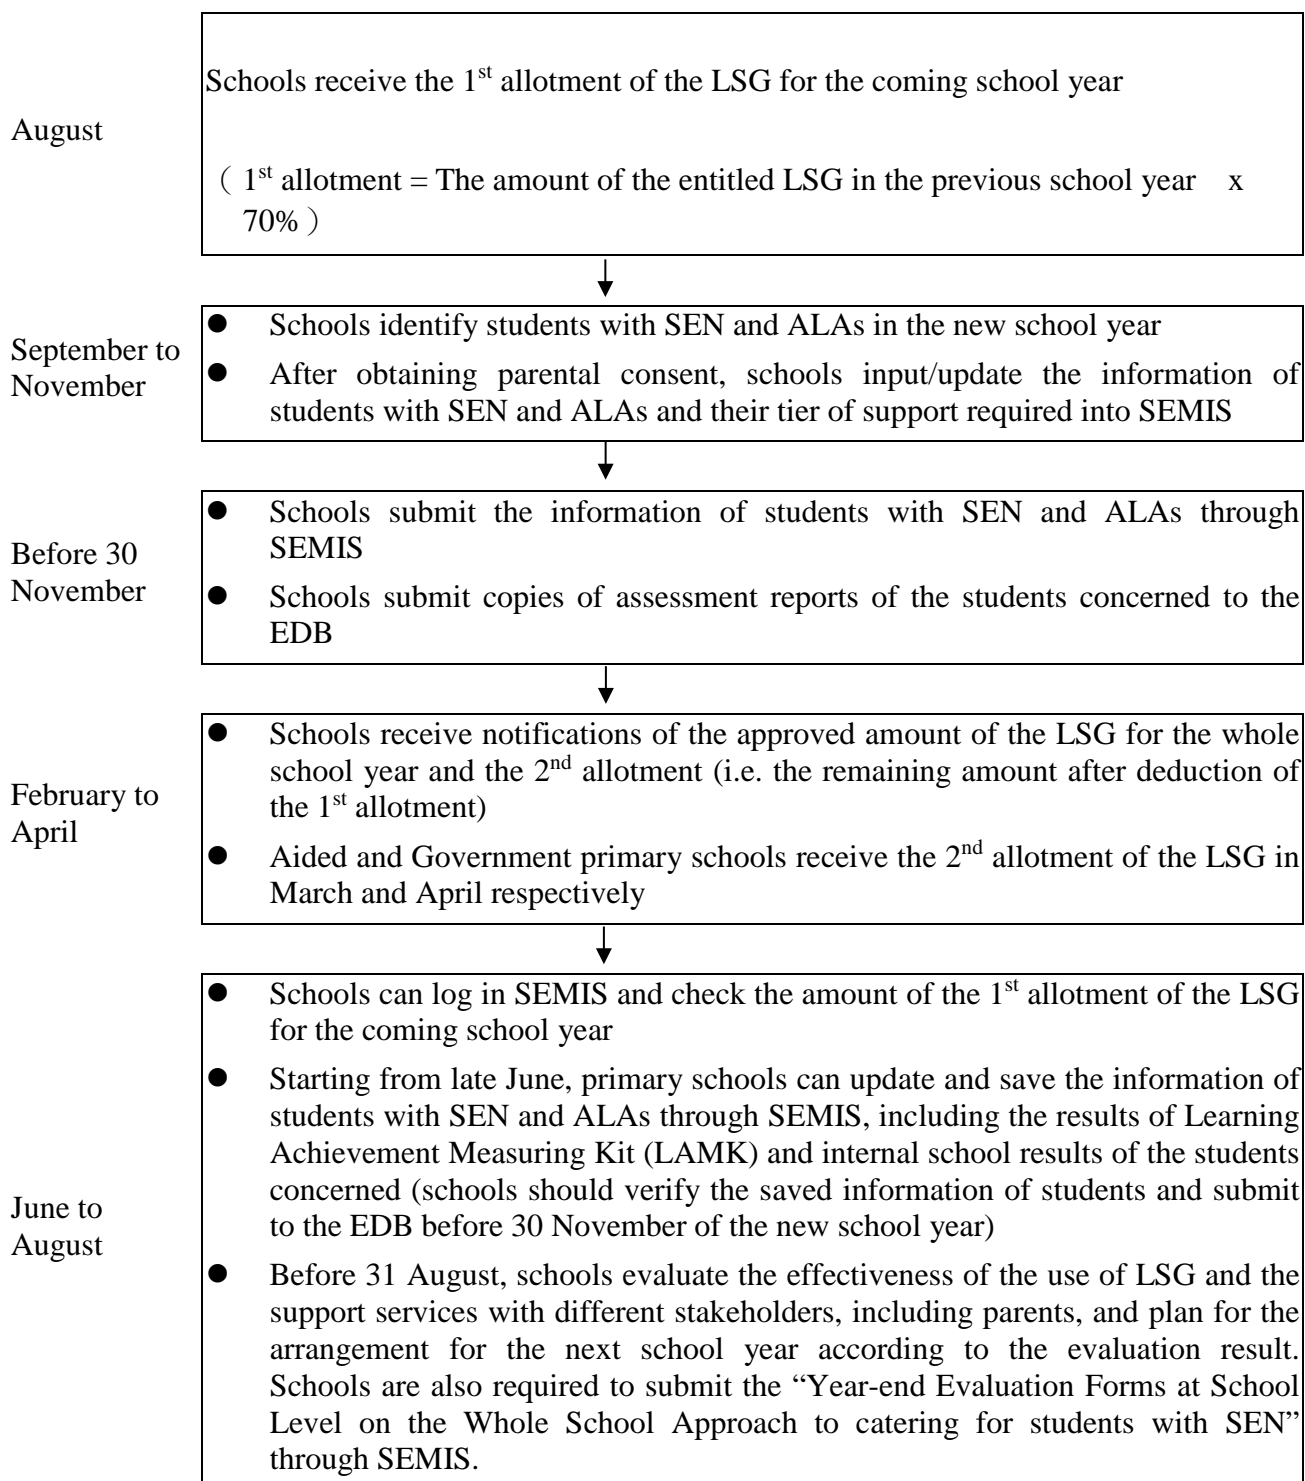 Schools receive the 1st allotment of the LSG for the coming school year
August
（ 1st allotment = The amount of the entitled LSG in the previous school year x
70% ）
● Schools identify students with SEN and ALAs in the new school year
September to
November
● After obtaining parental consent, schools input/update the information of
students with SEN and ALAs and their tier of support required into SEMIS
● Schools submit the information of students with SEN and ALAs through
SEMIS
Before 30
November
● Schools submit copies of assessment reports of the students concerned to the
EDB
● Schools receive notifications of the approved amount of the LSG for the whole
school year and the 2nd allotment (i.e. the remaining amount after deduction of
the 1st allotment)
February to
April
● Aided and Government primary schools receive the 2nd allotment of the LSG in
March and April respectively
● Schools can log in SEMIS and check the amount of the 1st allotment of the LSG
for the coming school year
● Starting from late June, primary schools can update and save the information of
students with SEN and ALAs through SEMIS, including the results of Learning
Achievement Measuring Kit (LAMK) and internal school results of the students
concerned (schools should verify the saved information of students and submit
to the EDB before 30 November of the new school year)
June to
August
● Before 31 August, schools evaluate the effectiveness of the use of LSG and the
support services with different stakeholders, including parents, and plan for the
arrangement for the next school year according to the evaluation result.
Schools are also required to submit the “Year-end Evaluation Forms at School
Level on the Whole School Approach to catering for students with SEN”
through SEMIS.